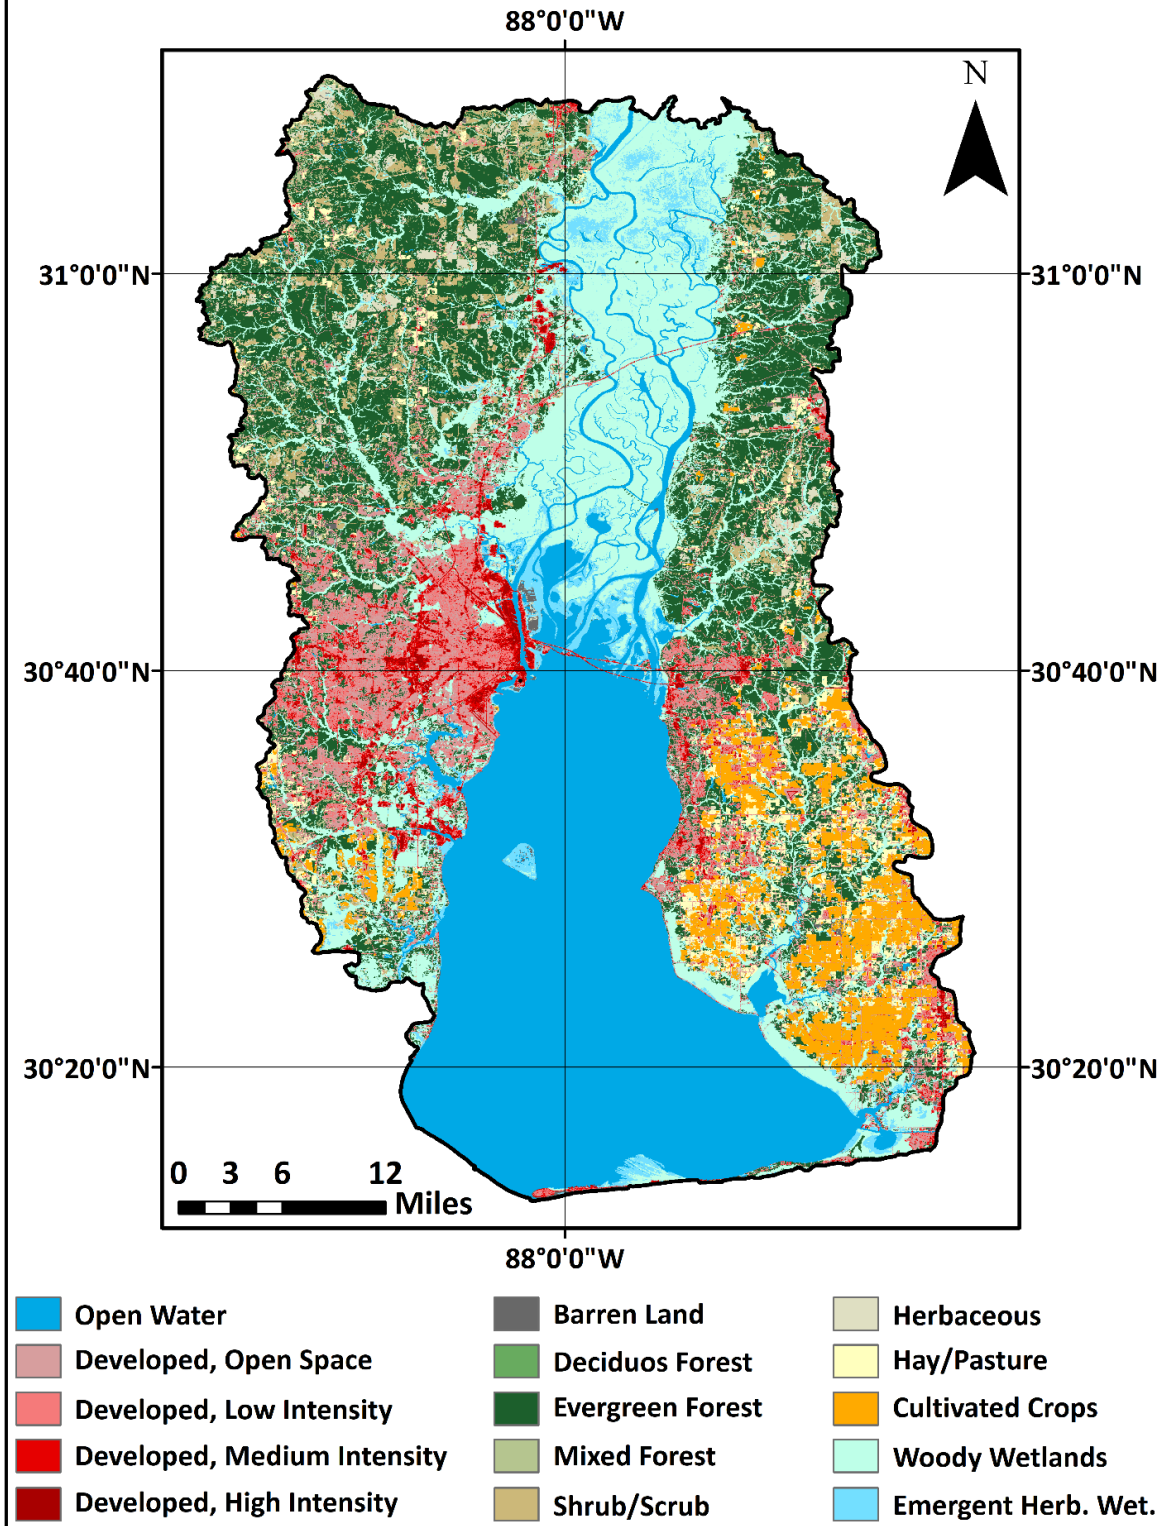 88°0'0"W
N
31°0'0"N
31°0'0"N
30°40'0"N
30°40'0"N
30°20'0"N
30°20'0"N
0 3 6 12
Miles
88°0'0"W
Open Water
Barren Land
Herbaceous
Developed, Open Space
Deciduos Forest
Hay/Pasture
Developed, Low Intensity
Evergreen Forest
Cultivated Crops
Developed, Medium Intensity
Mixed Forest
Woody Wetlands
Developed, High Intensity
Shrub/Scrub
Emergent Herb. Wet.